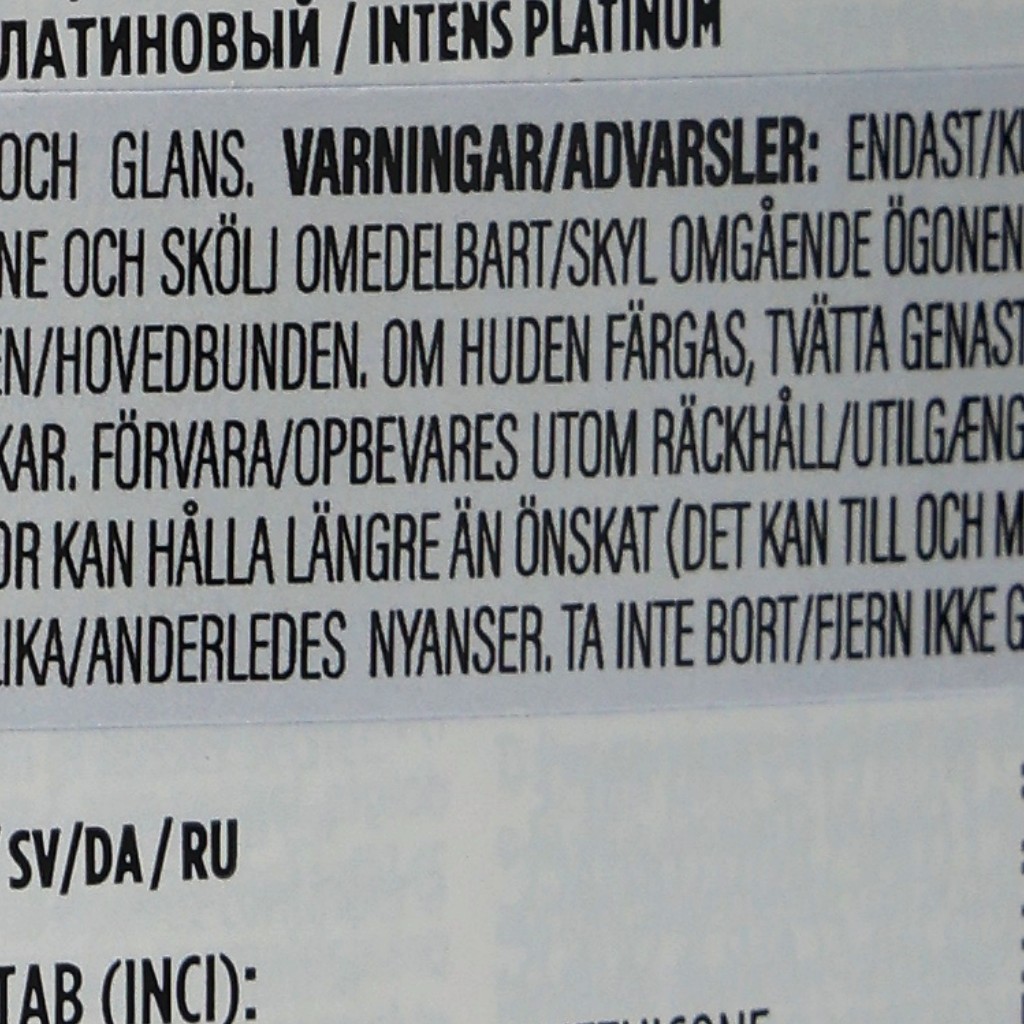 ЛАТИНОВЫЙ / INTENS PLATINUM
OCH GLANS. VARNINGAR/ADVARSLER: ENDAST/KU
NE OCH SKÖLJ OMEDELBART/SKYL OMGÅENDE ÖGONEN
EN/HOVEDBUNDEN. OM HUDEN FÄRGAS, TVÄTTA GENAST
KAR. FÖRVARA/OPBEVARES UTOM RÄCKHÅLL/UTILGÆNG
OR KAN HÅLLA LÄNGRE ÄN ÖNSKAT (DET KAN TILL OCH M
LIKA/ANDERLEDES NYANSER. TA INTE BORT/FJERN IKKE G
/ SV/DA / RU
TAB (INCI):